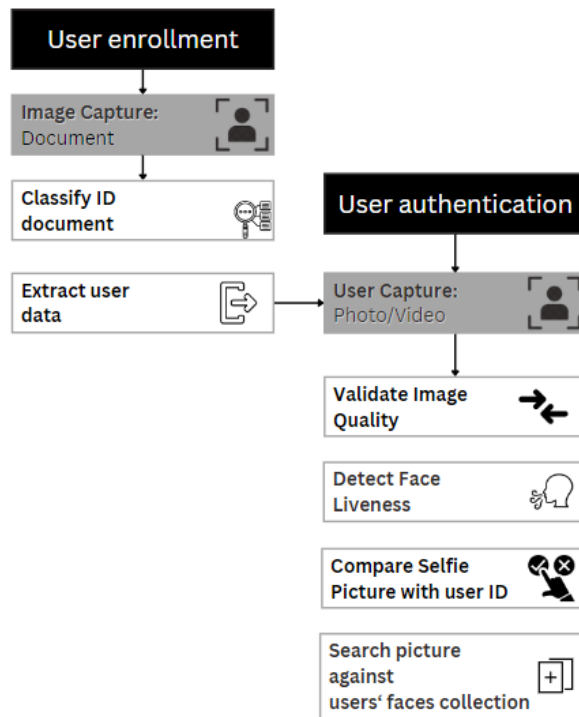 User enrollment
Image Capture:
Document
Classify ID
document
Extract user
data
User authentication
User Capture:
Photo/Video
Validate Image
Quality
Detect Face
Liveness
Compare Selfie
Picture with user ID
Search picture
against
users‘ faces collection